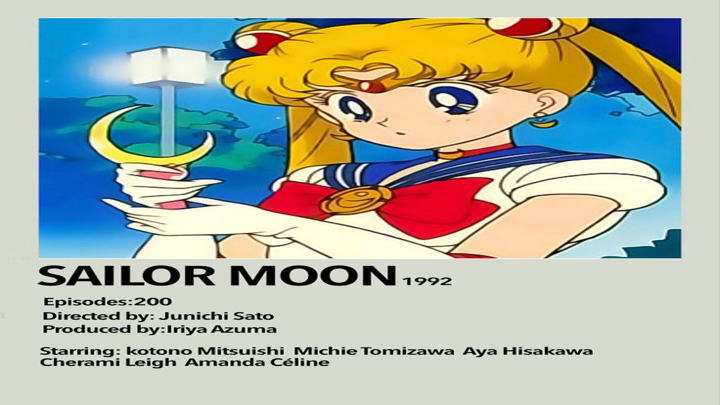 SAILOR MOON 1992
Episodes:200
Directed by: Junichi Sato
Produced by:Iriya Azuma
Starring: kotono Mitsuishi Michie Tomizawa Aya Hisakawa
Cherami Leigh Amanda Céline